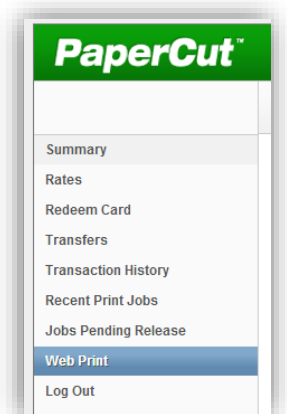 PaperCut™
Summary
Rates
Redeem Card
Transfers
Transaction History
Recent Print Jobs
Jobs Pending Release
Web Print
Log Out